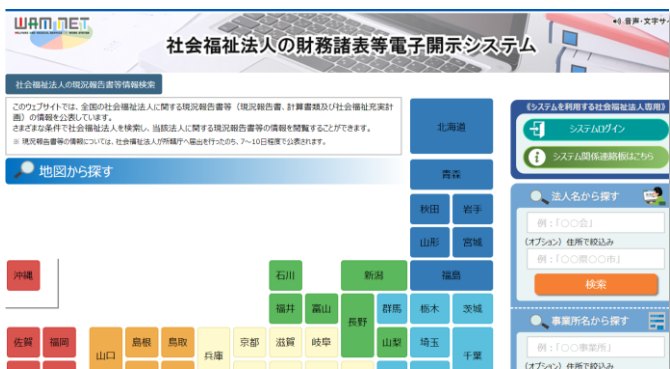 WAM NET
音声・文字サ
社会福祉法人の財務諸表等電子開示システム
社会福祉法人の現況報告書等情報検索
このウェブサイトでは、全国の社会福祉法人に関する現況報告書等（現況報告書、計算書類及び社会福祉充実計
画）の情報を公表しています。
さまざまな条件で社会福祉法人を検索し、当該法人に関する現況報告書等の情報を閲覧することができます。
※ 現況報告書等の情報については、社会福祉法人が所轄庁へ届出を行ったのち、7～10日程度で公表されます。
地図から探す
北海道
青森
秋田 岩手
山形 宮城
沖縄 石川 新潟 福島
福井 富山 長野 群馬 栃木 茨城
佐賀 福岡 山口 島根 鳥取 兵庫 京都 滋賀 岐阜 山梨 埼玉 千葉
《システムを利用する社会福祉法人専用》
システムログイン
システム関係連絡板はこちら
法人名から探す
例：「○○会」
(オプション) 住所で絞込み
例：「○○県○○市」
検索
事業所名から探す
例：「○○事業所」
(オプション) 住所で絞込み